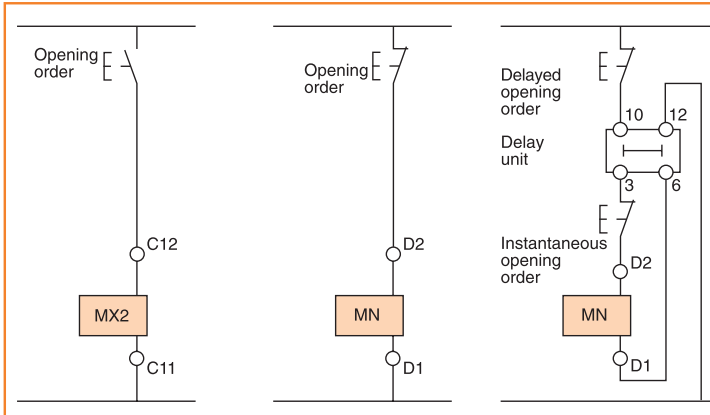 Opening
order
C12
MX2
C11
Opening
order
D2
MN
D1
Delayed
opening
order
10
12
Delay
unit
3
6
Instantaneous
opening
order
D2
MN
D1